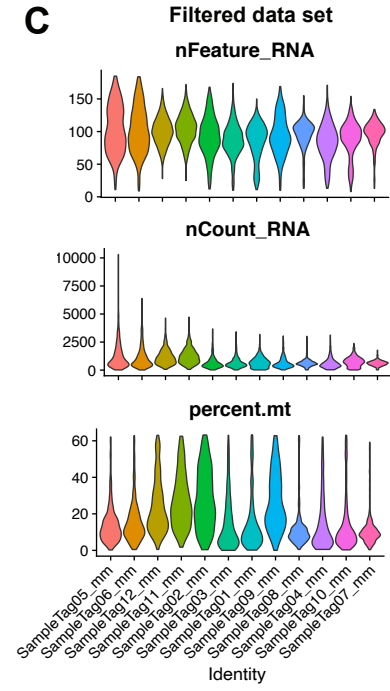 C
Filtered data set
nFeature_RNA
150
100
50
0
nCount_RNA
10000
7500
5000
2500
0
percent.mt
60
40
20
0
SampleTag05_mm
SampleTag06_mm
SampleTag12_mm
SampleTag11_mm
SampleTag02_mm
SampleTag03_mm
SampleTag01_mm
SampleTag09_mm
SampleTag08_mm
SampleTag04_mm
SampleTag10_mm
SampleTag07_mm
Identity